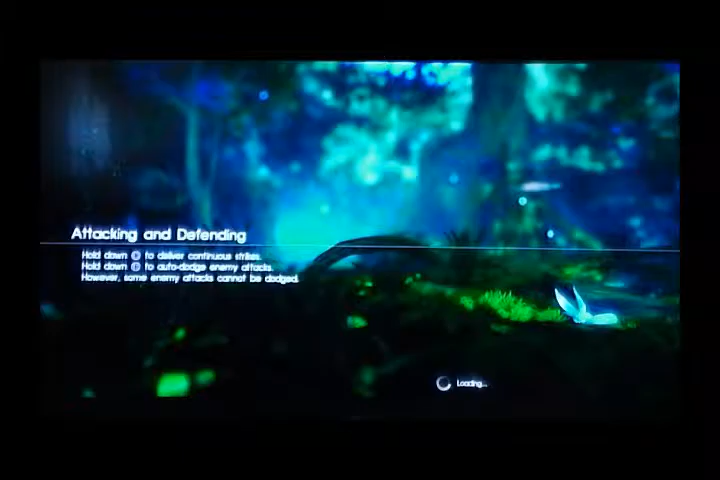 Attacking and Defending
Hold down to deliver continuous strikes.
Hold down to auto-dodge enemy attacks.
However, some enemy attacks cannot be dodged.
Loading...